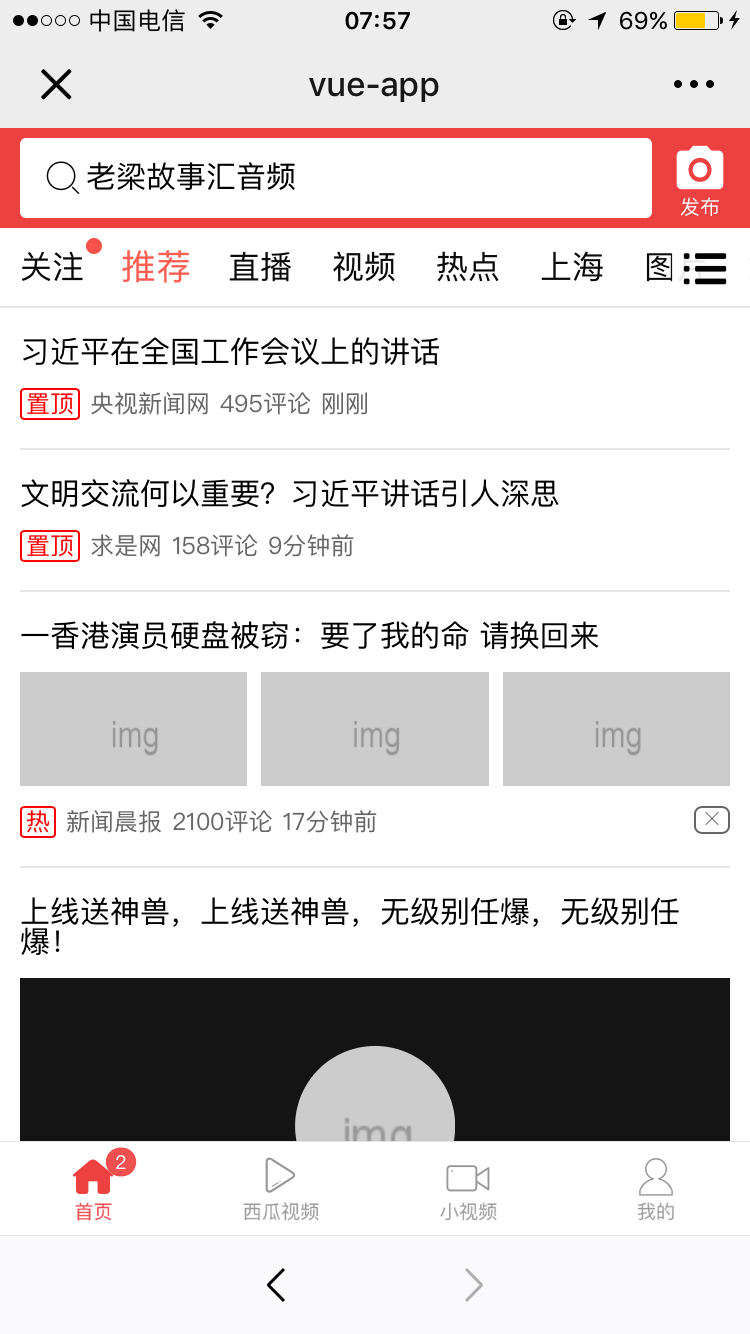 中国电信 07:57 69%
vue-app
老梁故事汇音频
发布
关注 推荐 直播 视频 热点 上海 图
习近平在全国工作会议上的讲话
置顶 央视新闻网 495评论 刚刚
文明交流何以重要？习近平讲话引人深思
置顶 求是网 158评论 9分钟前
一香港演员硬盘被窃：要了我的命 请换回来
img img img
热 新闻晨报 2100评论 17分钟前
上线送神兽，上线送神兽，无级别任爆，无级别任
爆！
img
2
首页 西瓜视频 小视频 我的